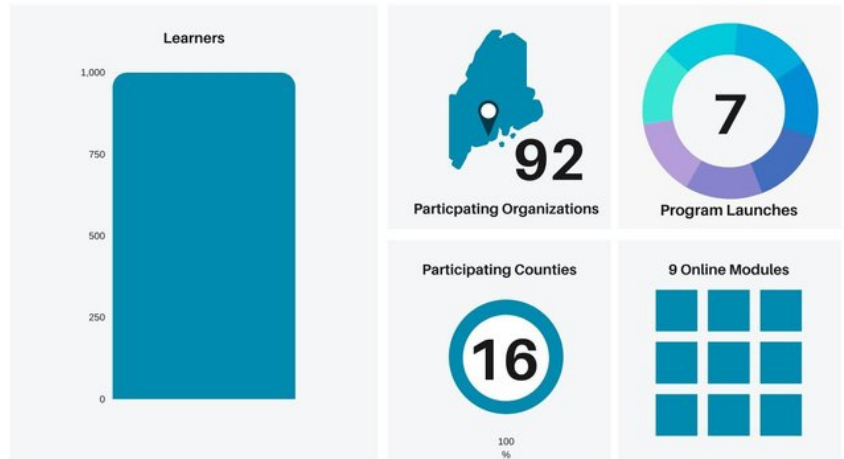 Learners
1,000
750
500
250
0
92
Particpating Organizations
7
Program Launches
Participating Counties
16
100
%
9 Online Modules